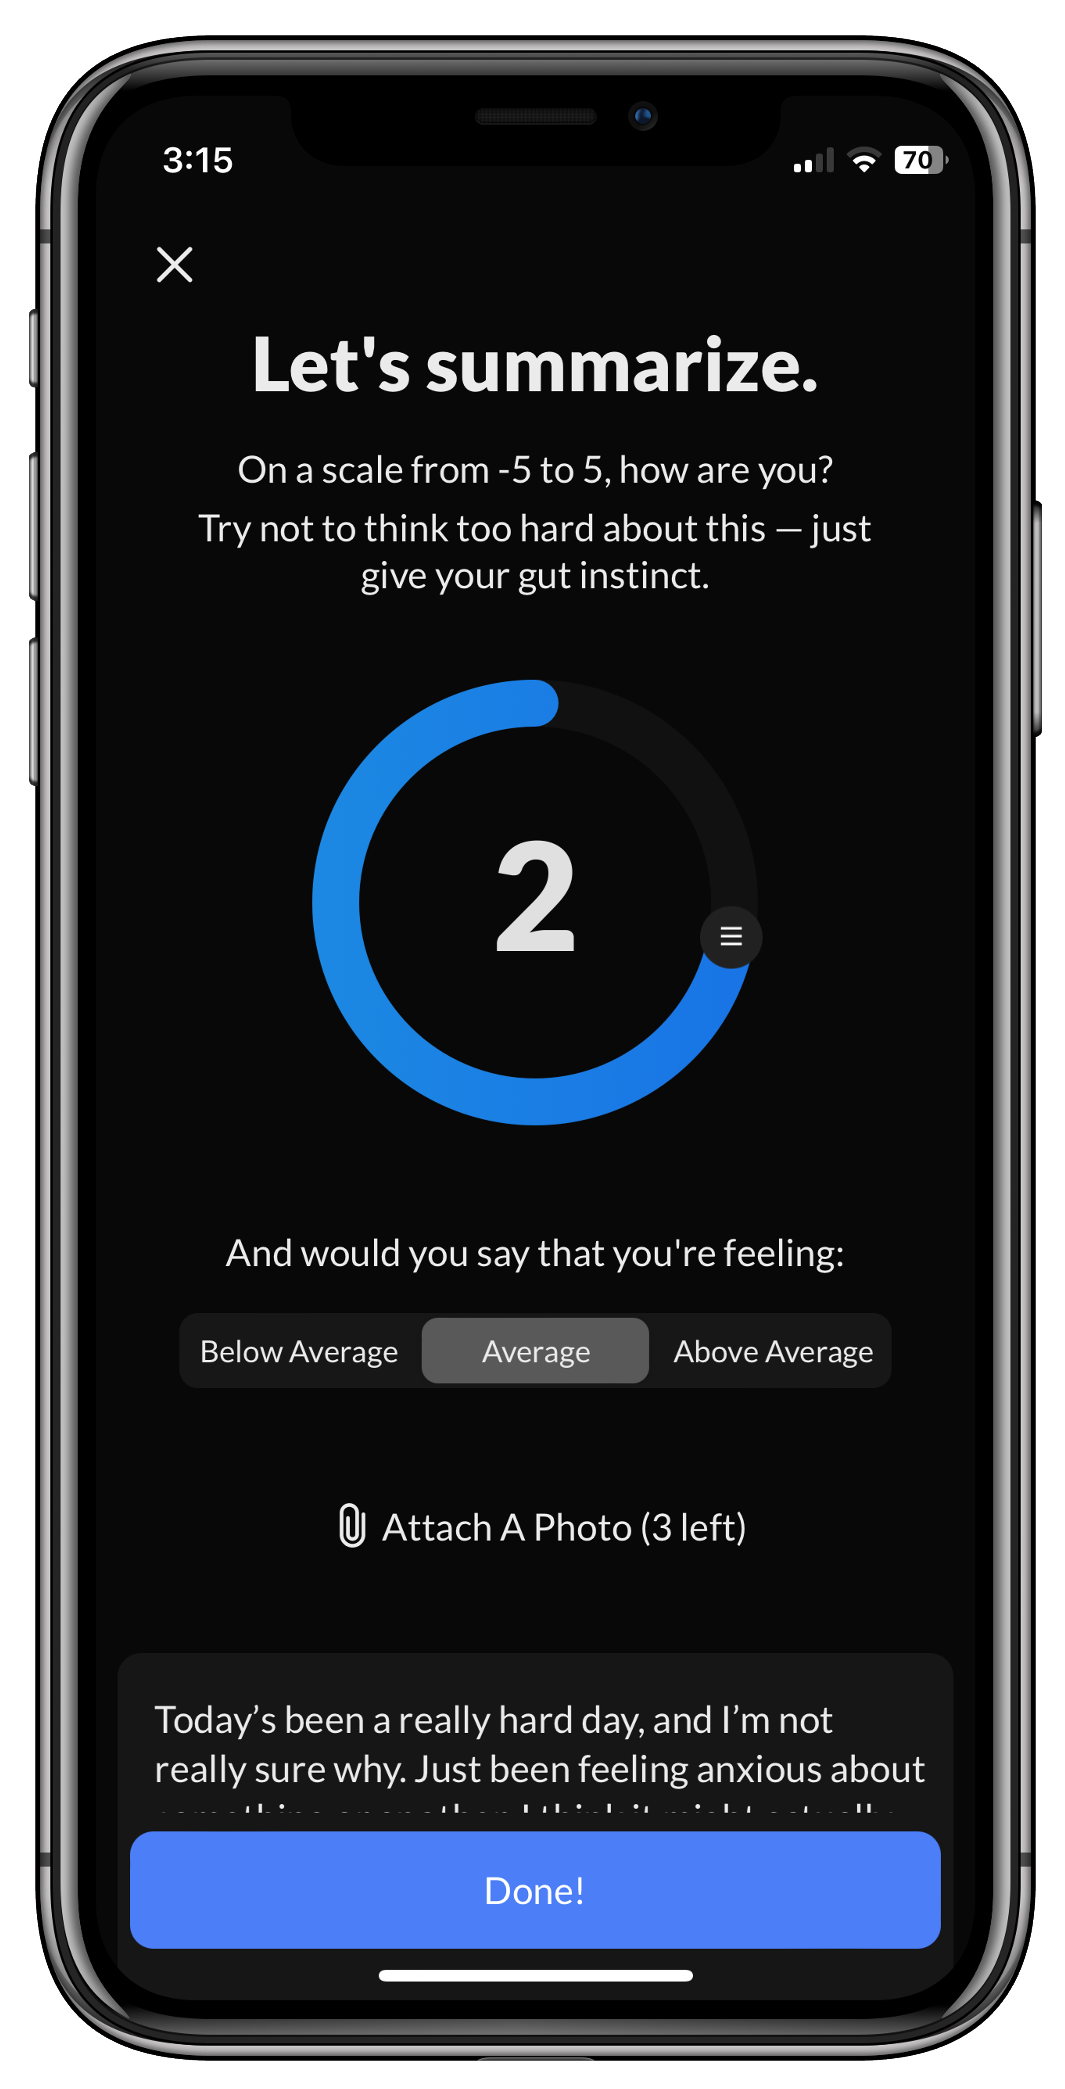 3:15
70
Let's summarize.
On a scale from -5 to 5, how are you?
Try not to think too hard about this — just
give your gut instinct.
2
And would you say that you're feeling:
Below Average Average Above Average
Attach A Photo (3 left)
Today’s been a really hard day, and I’m not
really sure why. Just been feeling anxious about
Done!